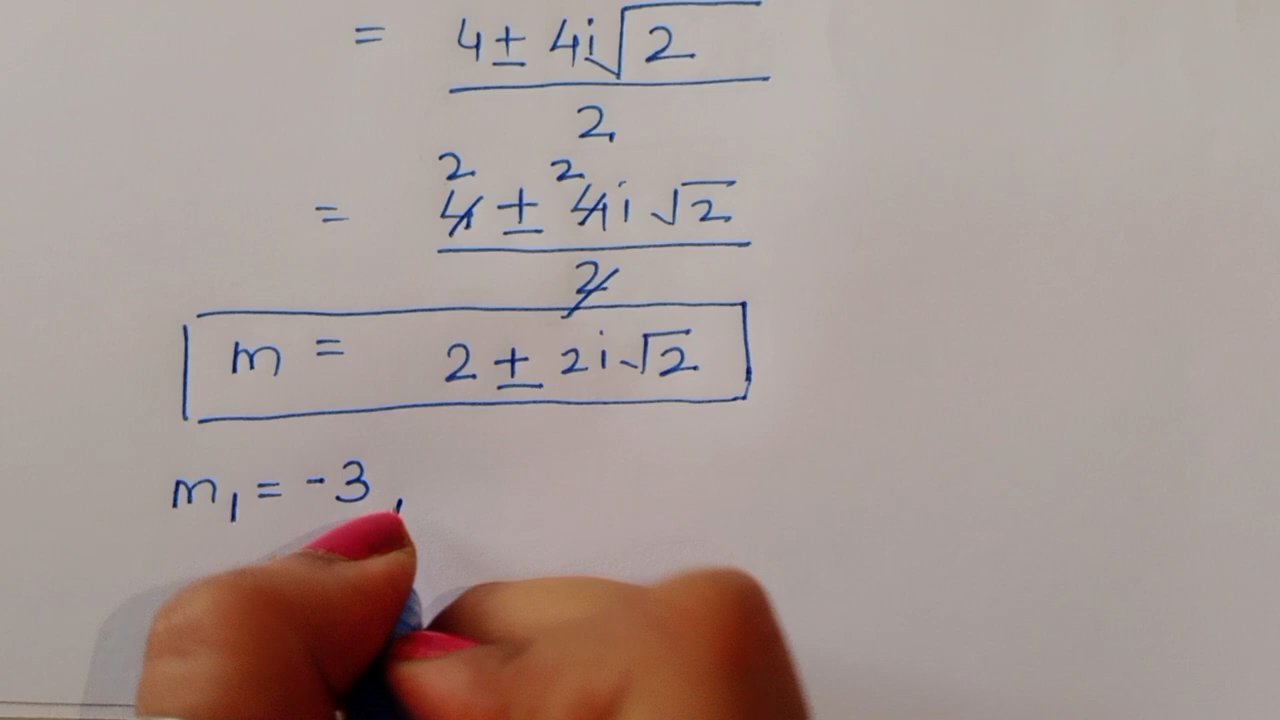 = 4 ± 4i√2
2
2 2
= 4 ± 4i √2
2
m = 2 ± 2i√2
m₁ = -3 ,